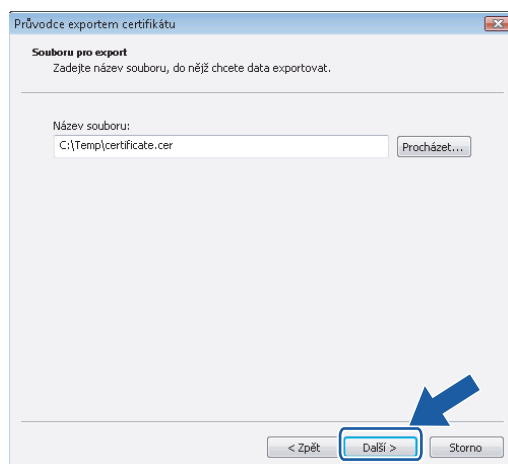 Průvodce exportem certifikátu
Souboru pro export
Zadejte název souboru, do nějž chcete data exportovat.
Název souboru:
C:\Temp\certificate.cer
Procházet...
< Zpět
Další >
Storno